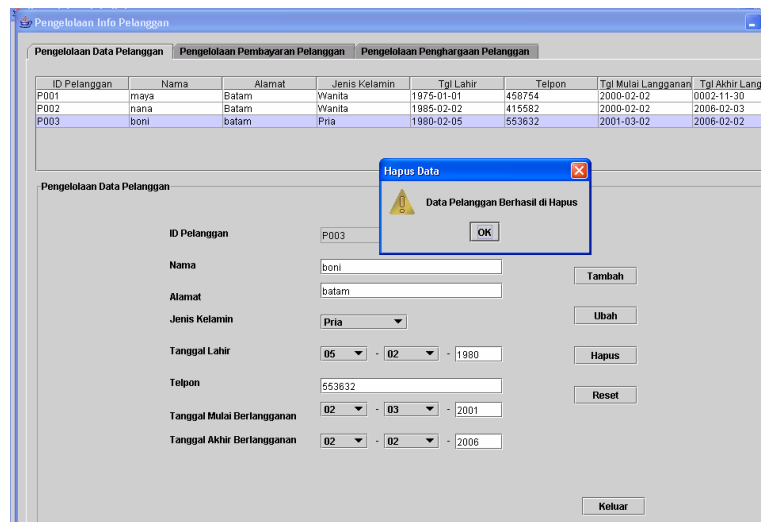 Pengelolaan Info Pelanggan
Pengelolaan Data Pelanggan Pengelolaan Pembayaran Pelanggan Pengelolaan Penghargaan Pelanggan
ID Pelanggan Nama Alamat Jenis Kelamin Tgl Lahir Telpon Tgl Mulai Langganan Tgl Akhir Lang
P001 maya Batam Wanita 1975-01-01 458754 2000-02-02 0002-11-30
P002 nana Batam Wanita 1985-02-02 415582 2000-02-02 2006-02-03
P003 boni batam Pria 1980-02-05 553632 2001-03-02 2006-02-02
Hapus Data
Data Pelanggan Berhasil di Hapus
OK
Pengelolaan Data Pelanggan
ID Pelanggan P003
Nama boni
Tambah
Alamat batam
Jenis Kelamin Pria
Ubah
Tanggal Lahir 05 - 02 - 1980
Hapus
Telpon 553632
Reset
Tanggal Mulai Berlangganan 02 - 03 - 2001
Tanggal Akhir Berlangganan 02 - 02 - 2006
Keluar